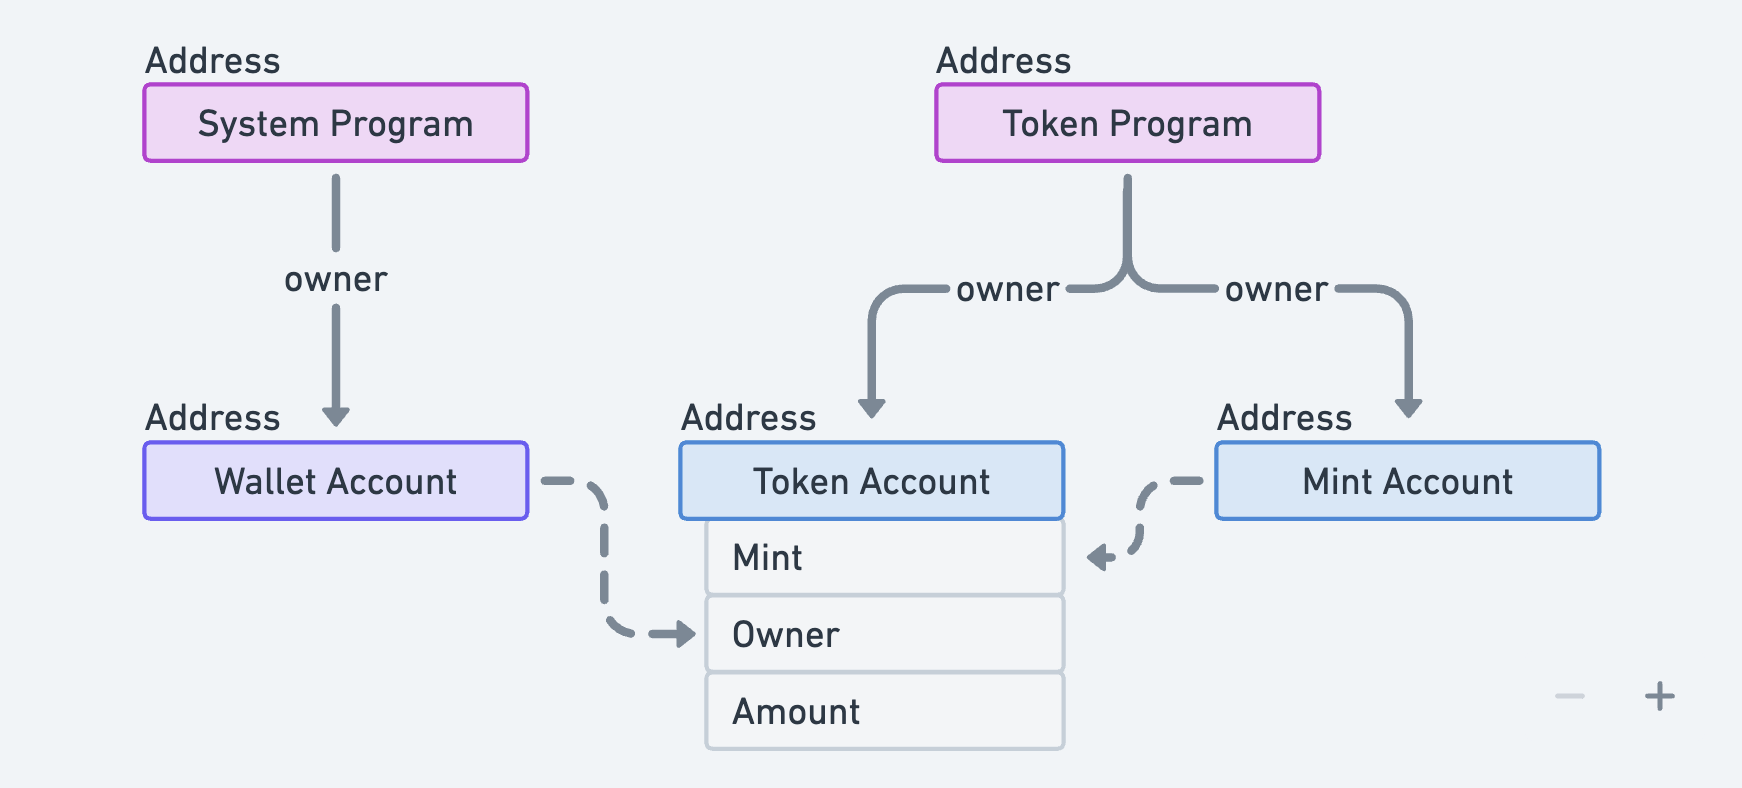 Address
System Program
owner
Address
Wallet Account
Address
Token Program
owner
owner
Address
Token Account
Mint
Owner
Amount
Address
Mint Account